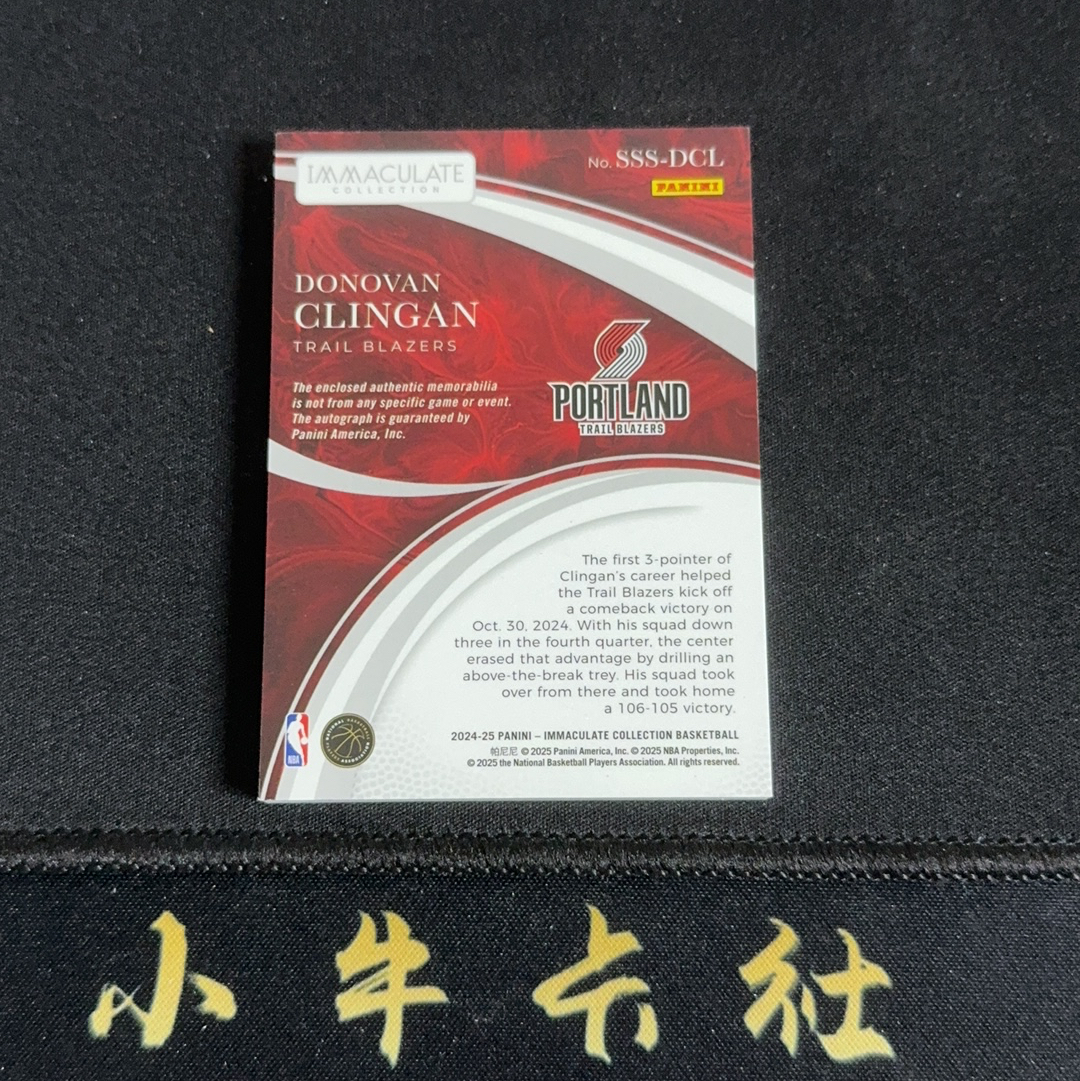 IMMACULATE
COLLECTION
No. SSS-DCL
PANINI
DONOVAN
CLINGAN
TRAIL BLAZERS
The enclosed authentic memorabilia
is not from any specific game or event.
The autograph is guaranteed by
Panini America, Inc.
PORTLAND
TRAIL BLAZERS
The first 3-pointer of
Clingan's career helped
the Trail Blazers kick off
a comeback victory on
Oct. 30, 2024. With his squad down
three in the fourth quarter, the center
erased that advantage by drilling an
above-the-break trey. His squad took
over from there and took home
a 106-105 victory.
NBA
2024-25 PANINI – IMMACULATE COLLECTION BASKETBALL
帕尼尼 © 2025 Panini America, Inc. © 2025 NBA Properties, Inc.
© 2025 the National Basketball Players Association. All rights reserved.
小牛卡社